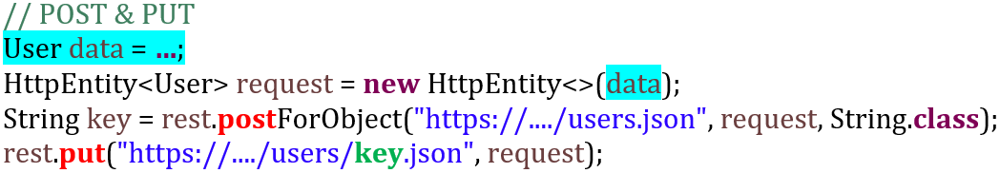 // POST & PUT
User data = ...;
HttpEntity<User> request = new HttpEntity<>(data);
String key = rest.postForObject("https://..../users.json", request, String.class);
rest.put("https://..../users/key.json", request);